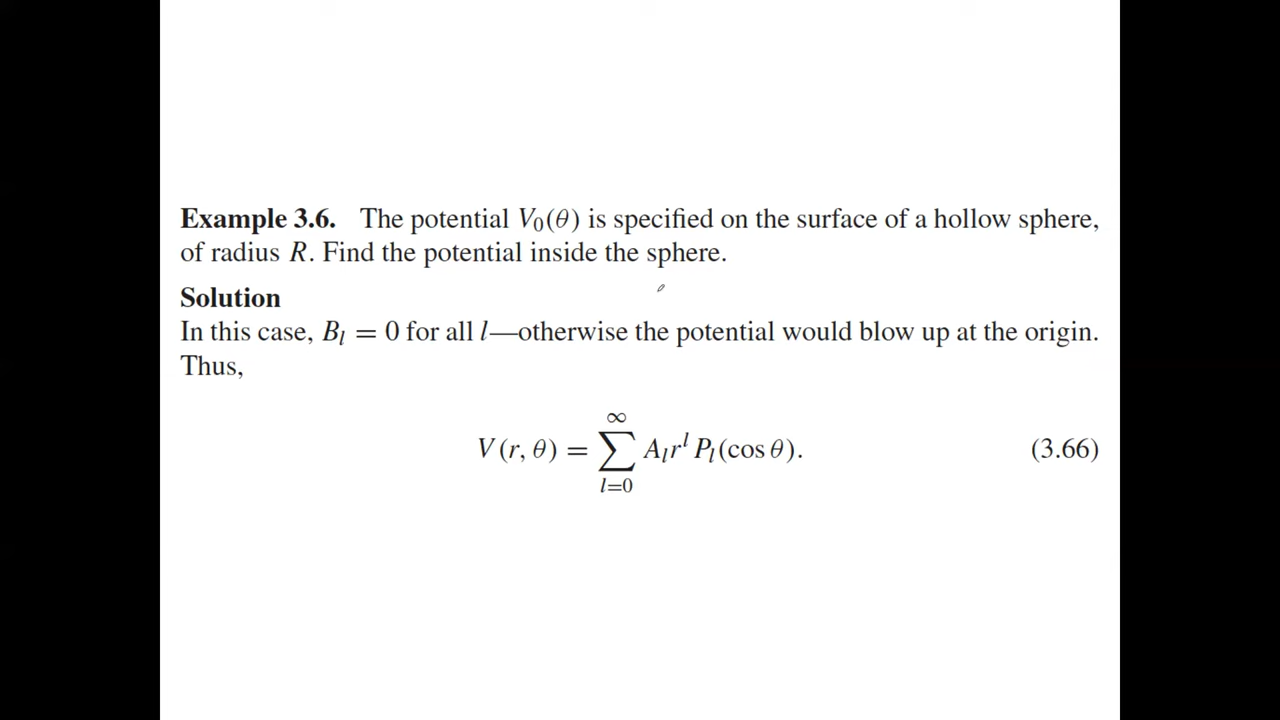 Example 3.6. The potential V₀(θ) is specified on the surface of a hollow sphere,
of radius R. Find the potential inside the sphere.
Solution
In this case, Bₗ = 0 for all l—otherwise the potential would blow up at the origin.
Thus,
V(r, θ) = ∑_{l=0}^{∞} Aₗ rˡ Pₗ(cos θ). (3.66)